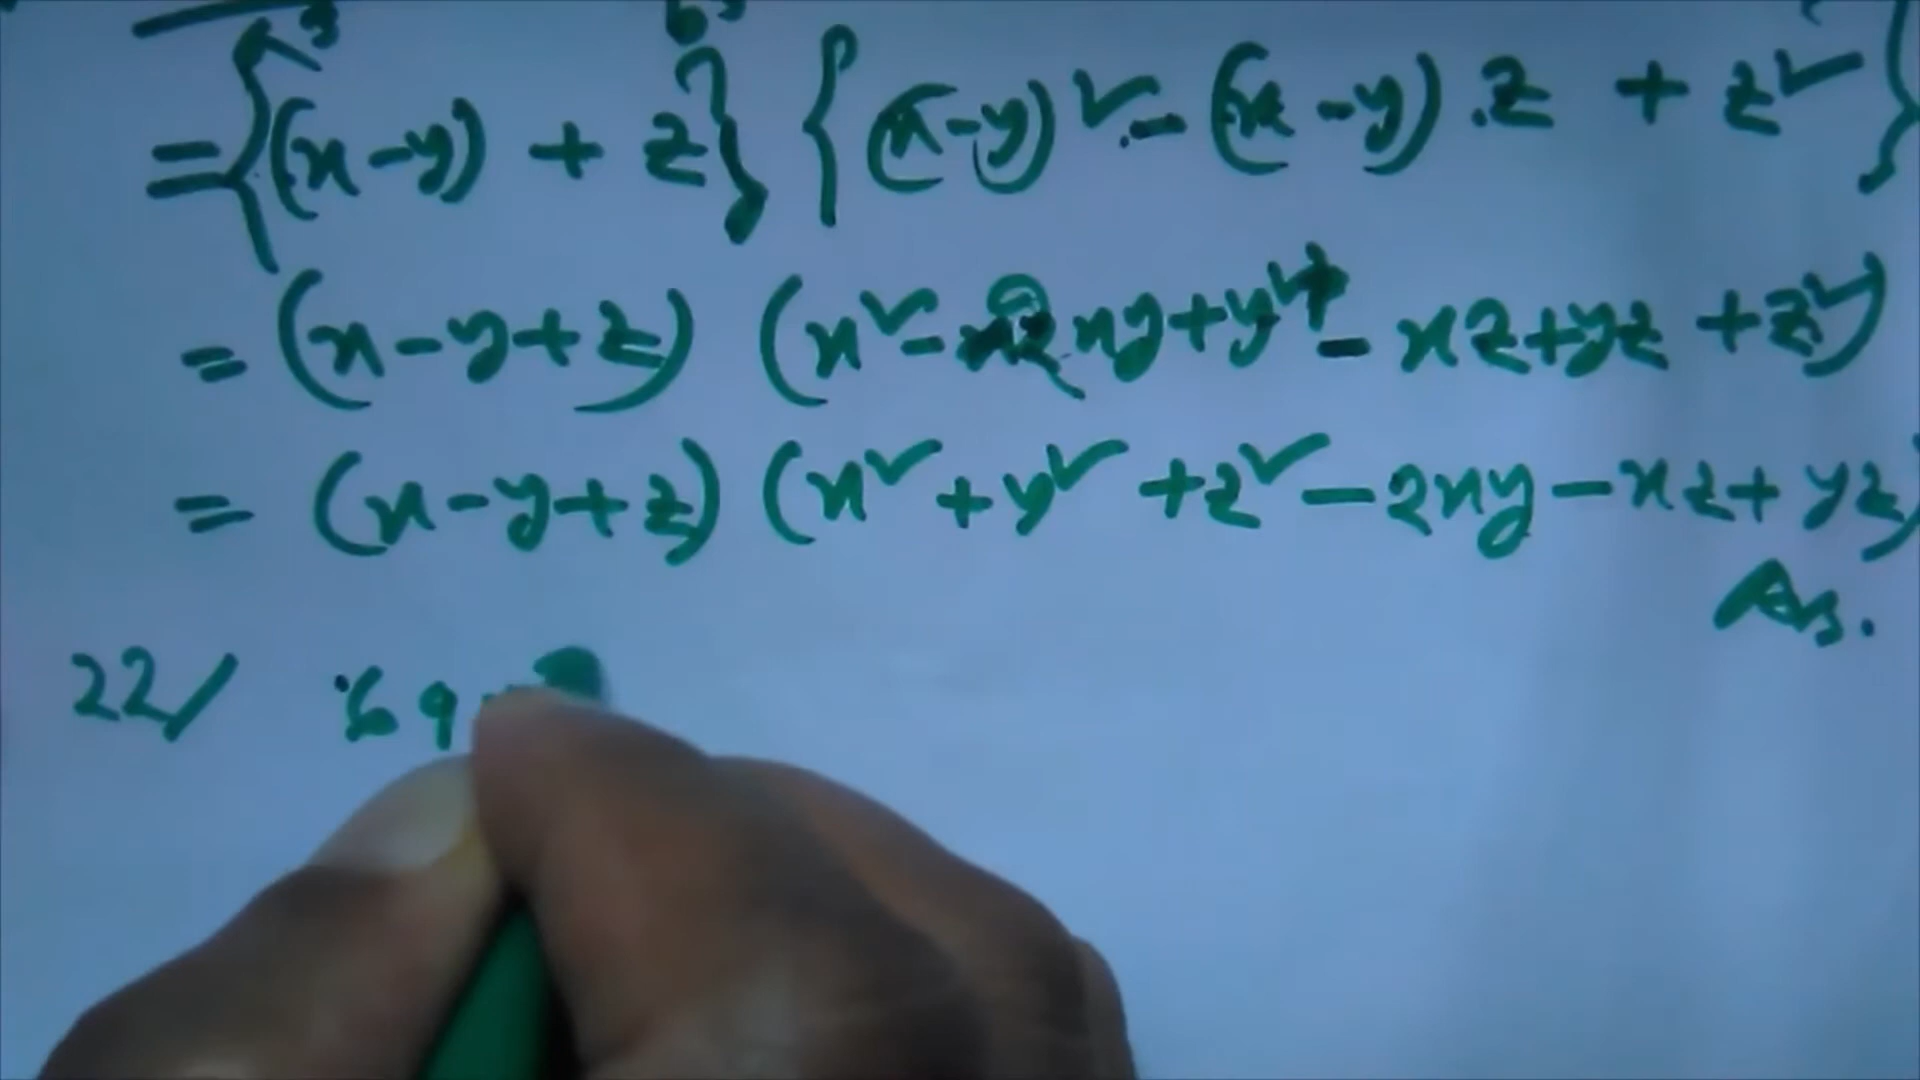 ={(x-y) + z} {(x-y)² - (x-y).z + z²}
= (x-y+z) (x² - 2xy+y² - xz+yz +z²)
= (x-y+z) (x² +y² +z² - 2xy - xz + yz)
Ans.
22/